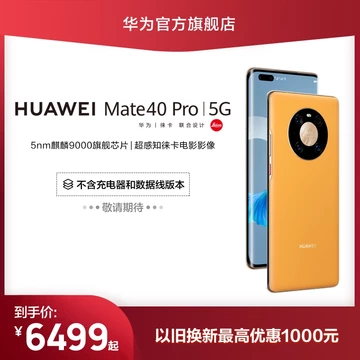 华为官方旗舰店
HUAWEI Mate40 Pro | 5G
华为 | 徕卡 联合设计 Leica
5nm麒麟9000旗舰芯片 | 超感知徕卡电影影像
不含充电器和数据线版本
敬请期待
HUAWEI
到手价:
¥6499起
以旧换新最高优惠1000元